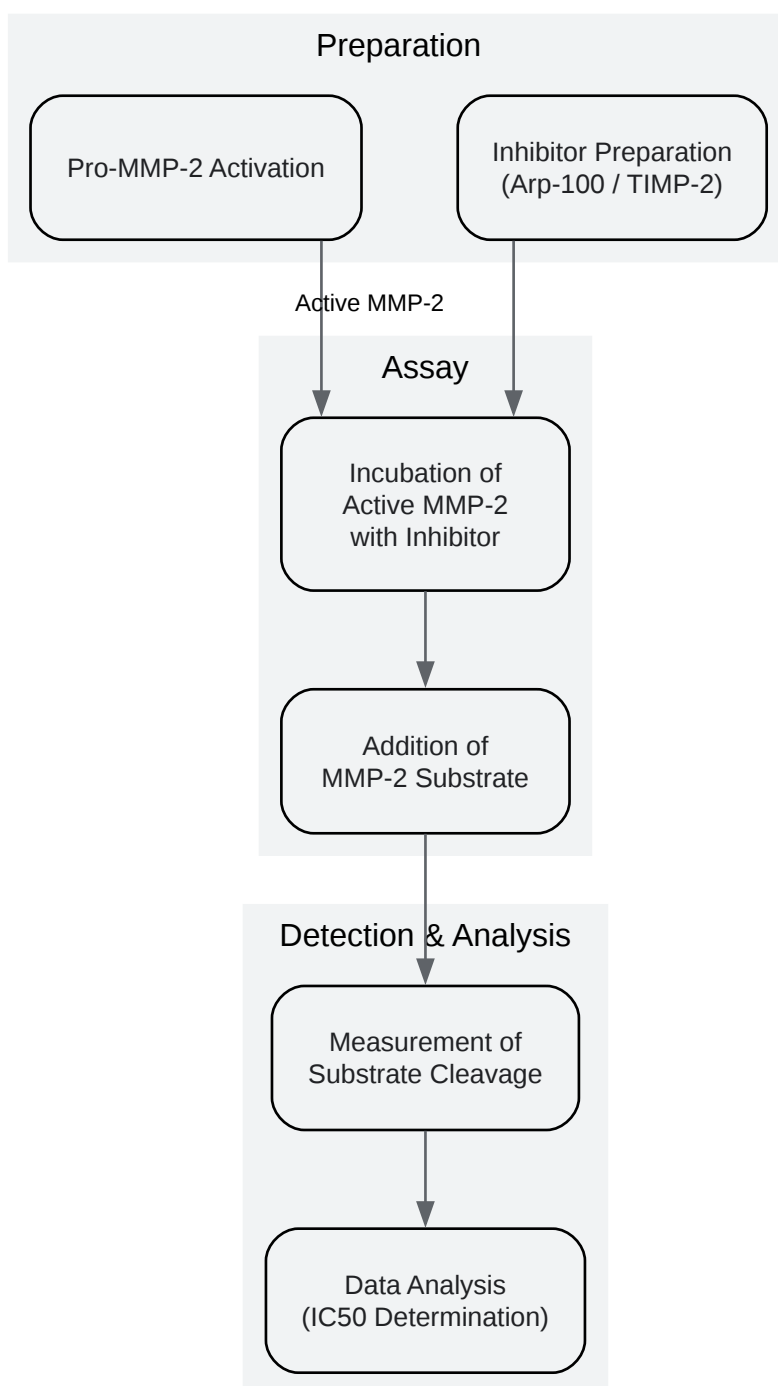 Preparation
Pro-MMP-2 Activation
Inhibitor Preparation
(Arp-100 / TIMP-2)
Active MMP-2
Assay
Incubation of
Active MMP-2
with Inhibitor
Addition of
MMP-2 Substrate
Detection & Analysis
Measurement of
Substrate Cleavage
Data Analysis
(IC50 Determination)